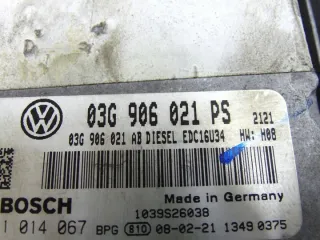 03G 906 021 PS 2121
03G 906 021 AB DIESEL EDC16U34 HW: H08
Made in Germany
BOSCH 1039S26038
1 014 067 BPG 810 08-02-21 1349 0375